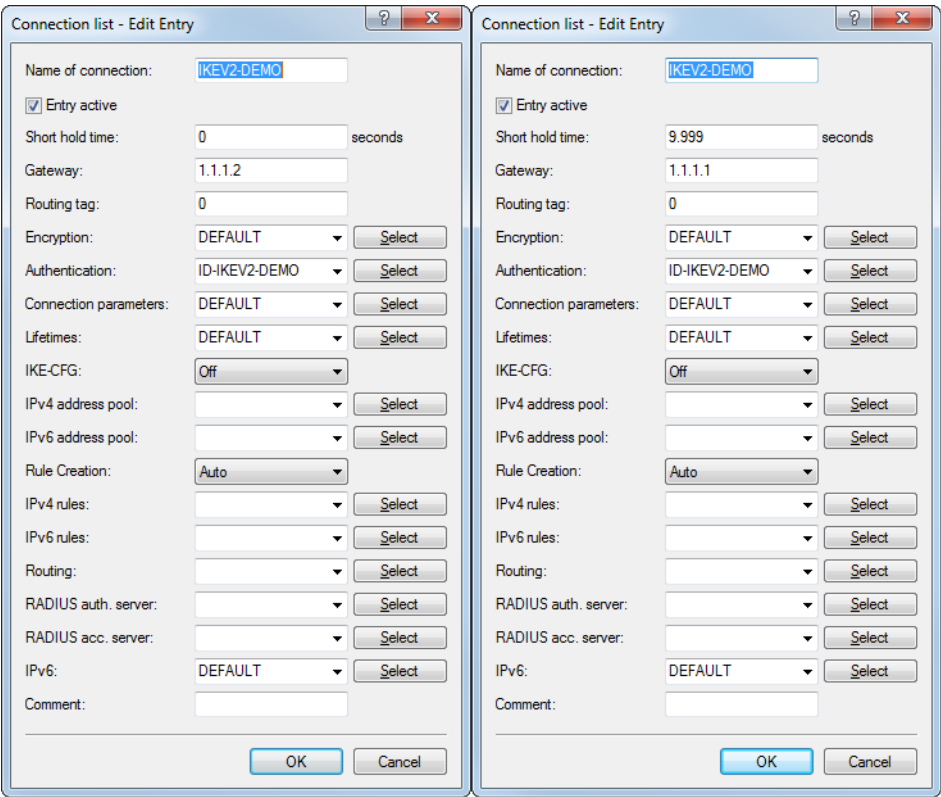 Connection list - Edit Entry
Name of connection: IKEV2-DEMO
Entry active
Short hold time: 0 seconds
Gateway: 1.1.1.2
Routing tag: 0
Encryption: DEFAULT Select
Authentication: ID-IKEV2-DEMO Select
Connection parameters: DEFAULT Select
Lifetimes: DEFAULT Select
IKE-CFG: Off
IPv4 address pool: Select
IPv6 address pool: Select
Rule Creation: Auto
IPv4 rules: Select
IPv6 rules: Select
Routing: Select
RADIUS auth. server: Select
RADIUS acc. server: Select
IPv6: DEFAULT Select
Comment:
OK Cancel
Connection list - Edit Entry
Name of connection: IKEV2-DEMO
Entry active
Short hold time: 9.999 seconds
Gateway: 1.1.1.1
Routing tag: 0
Encryption: DEFAULT Select
Authentication: ID-IKEV2-DEMO Select
Connection parameters: DEFAULT Select
Lifetimes: DEFAULT Select
IKE-CFG: Off
IPv4 address pool: Select
IPv6 address pool: Select
Rule Creation: Auto
IPv4 rules: Select
IPv6 rules: Select
Routing: Select
RADIUS auth. server: Select
RADIUS acc. server: Select
IPv6: DEFAULT Select
Comment:
OK Cancel